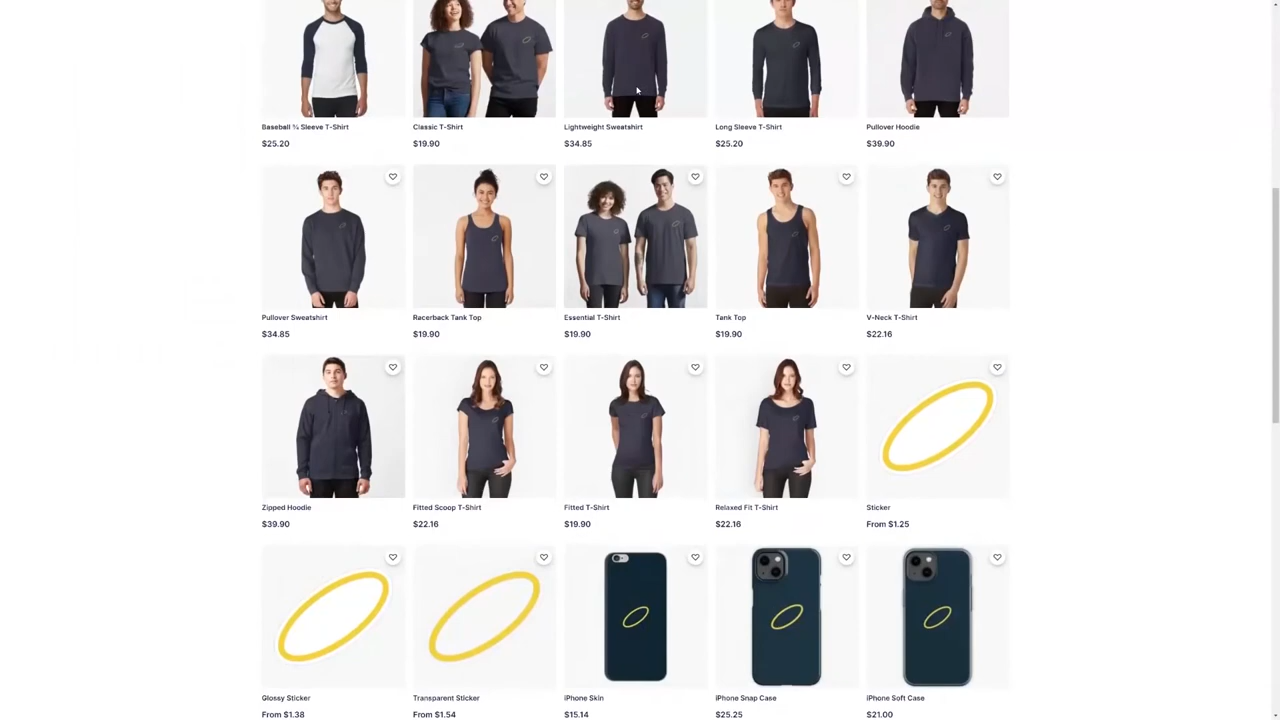 Baseball ¾ Sleeve T-Shirt
$25.20
Classic T-Shirt
$19.90
Lightweight Sweatshirt
$34.85
Long Sleeve T-Shirt
$25.20
Pullover Hoodie
$39.90
Pullover Sweatshirt
$34.85
Racerback Tank Top
$19.90
Essential T-Shirt
$19.90
Tank Top
$19.90
V-Neck T-Shirt
$22.16
Zipped Hoodie
$39.90
Fitted Scoop T-Shirt
$22.16
Fitted T-Shirt
$19.90
Relaxed Fit T-Shirt
$22.16
Sticker
From $1.25
Glossy Sticker
From $1.38
Transparent Sticker
From $1.54
iPhone Skin
$15.14
iPhone Snap Case
$25.25
iPhone Soft Case
$21.00